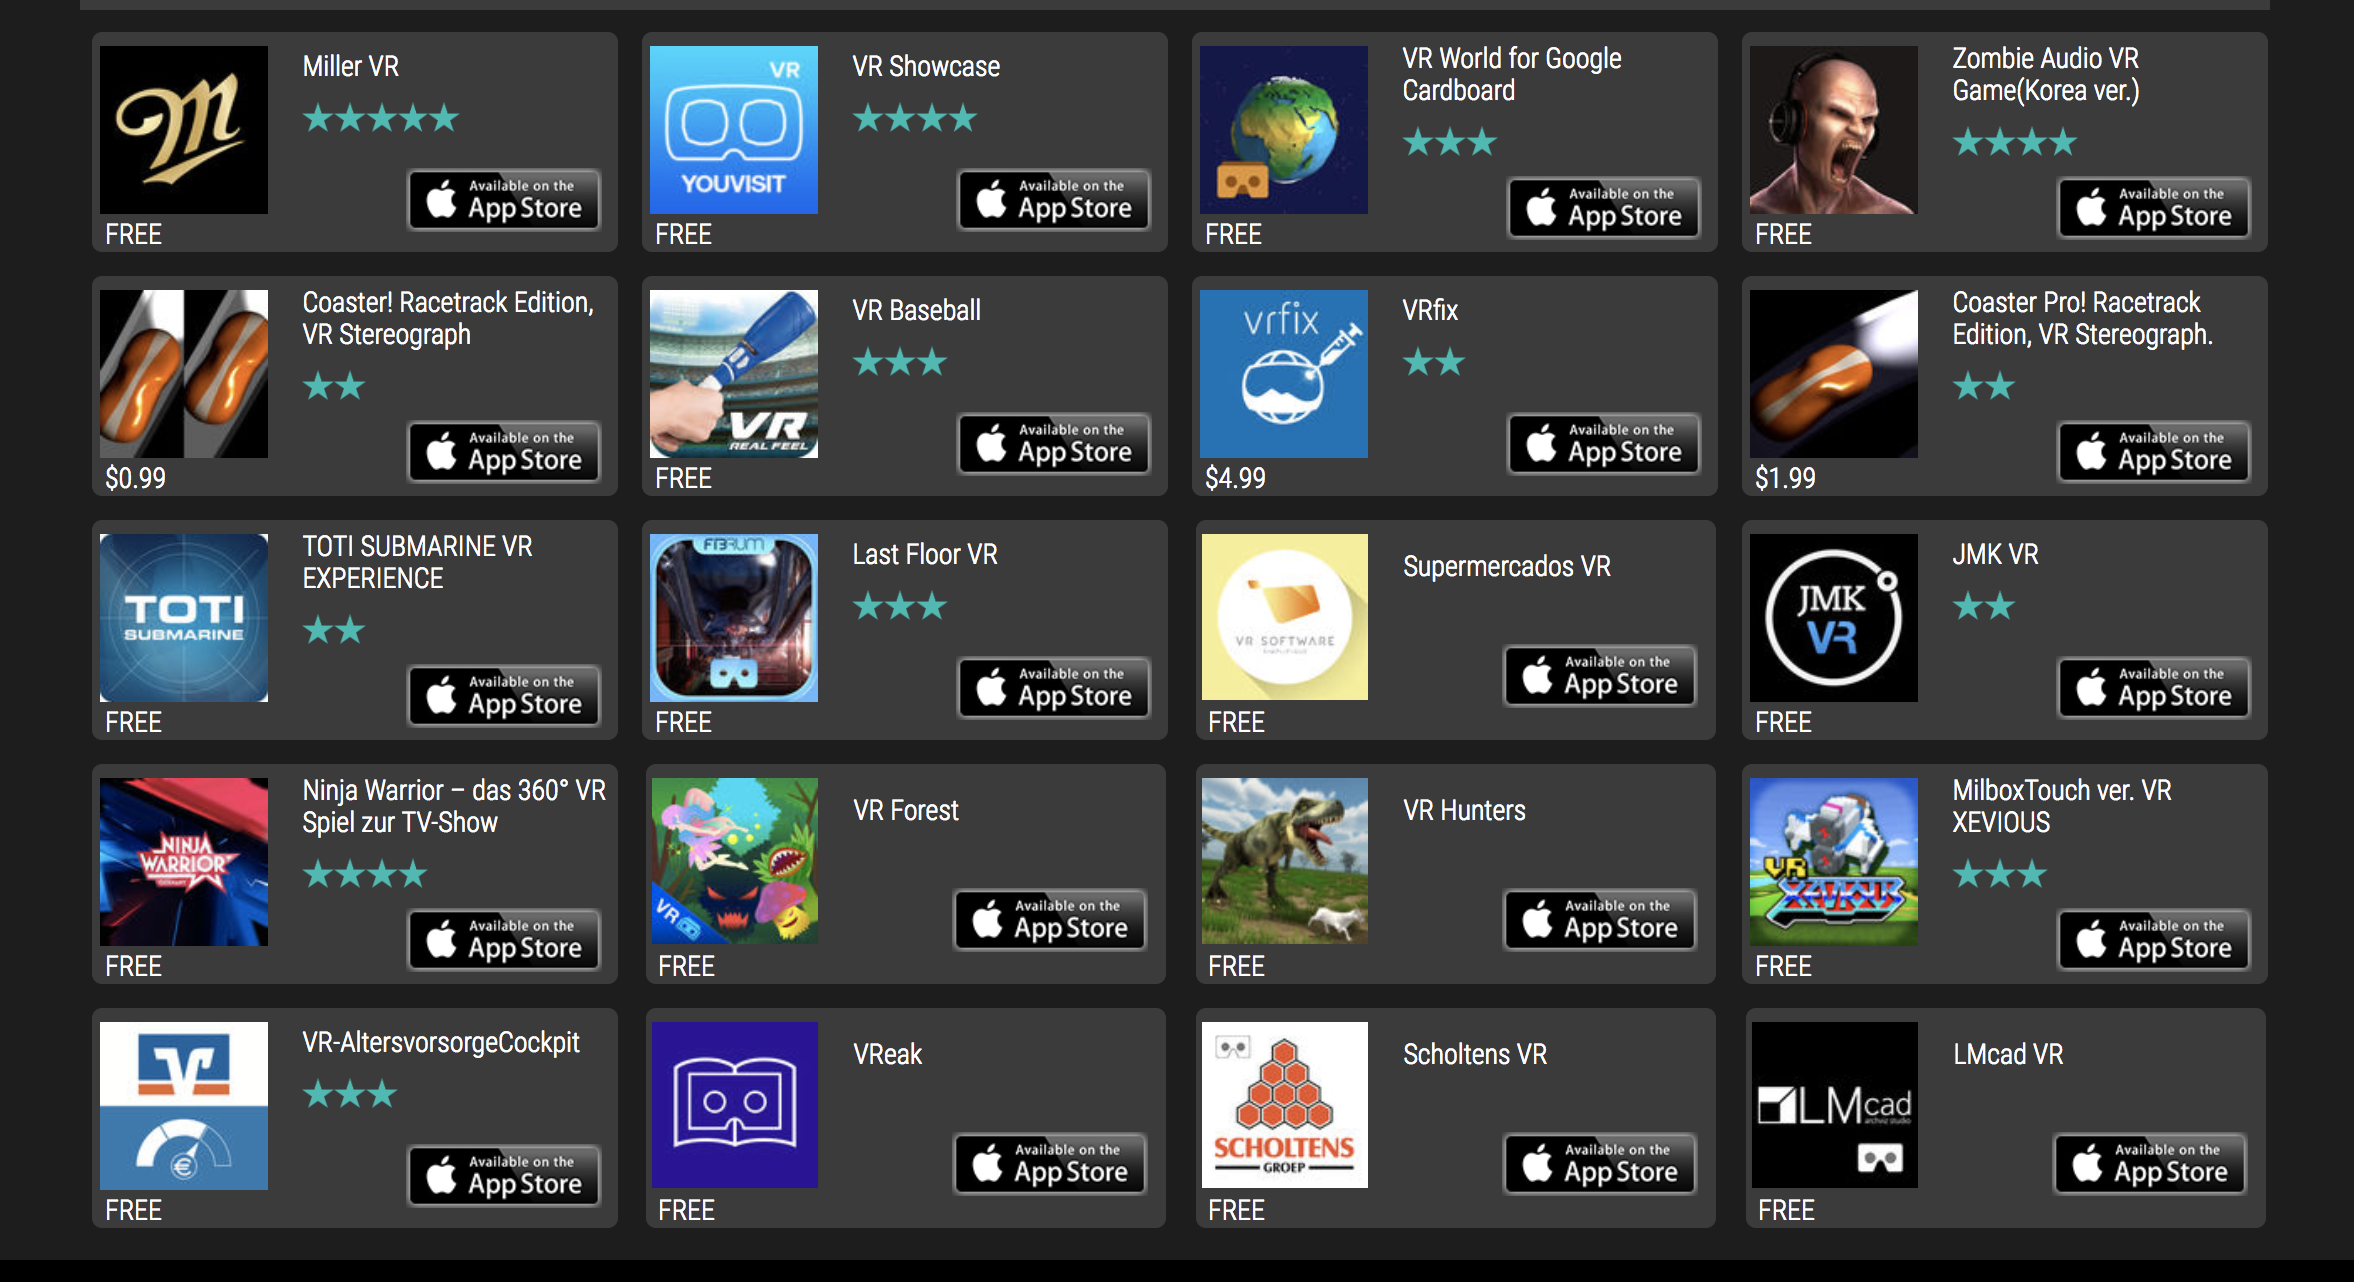 Miller VR
Available on the
App Store
FREE
VR
YOUVISIT
VR Showcase
Available on the
App Store
FREE
VR World for Google
Cardboard
Available on the
App Store
FREE
Zombie Audio VR
Game(Korea ver.)
Available on the
App Store
FREE
Coaster! Racetrack Edition,
VR Stereograph
Available on the
App Store
$0.99
VR
REAL FEEL
VR Baseball
Available on the
App Store
FREE
vrfix
VRfix
Available on the
App Store
$4.99
Coaster Pro! Racetrack
Edition, VR Stereograph.
Available on the
App Store
$1.99
TOTI
SUBMARINE
TOTI SUBMARINE VR
EXPERIENCE
Available on the
App Store
FREE
FIBRUM
Last Floor VR
Available on the
App Store
FREE
VR SOFTWARE
Supermercados VR
Available on the
App Store
FREE
JMK
VR
JMK VR
Available on the
App Store
FREE
NINJA
WARRIOR
Ninja Warrior – das 360° VR
Spiel zur TV-Show
Available on the
App Store
FREE
VR
VR Forest
Available on the
App Store
FREE
VR Hunters
Available on the
App Store
FREE
VR
XEVIOUS
MilboxTouch ver. VR
XEVIOUS
Available on the
App Store
FREE
VR-AltersvorsorgeCockpit
Available on the
App Store
FREE
VReak
Available on the
App Store
FREE
SCHOLTENS
GROEP
Scholtens VR
Available on the
App Store
FREE
LMcad
archviz studio
LMcad VR
Available on the
App Store
FREE